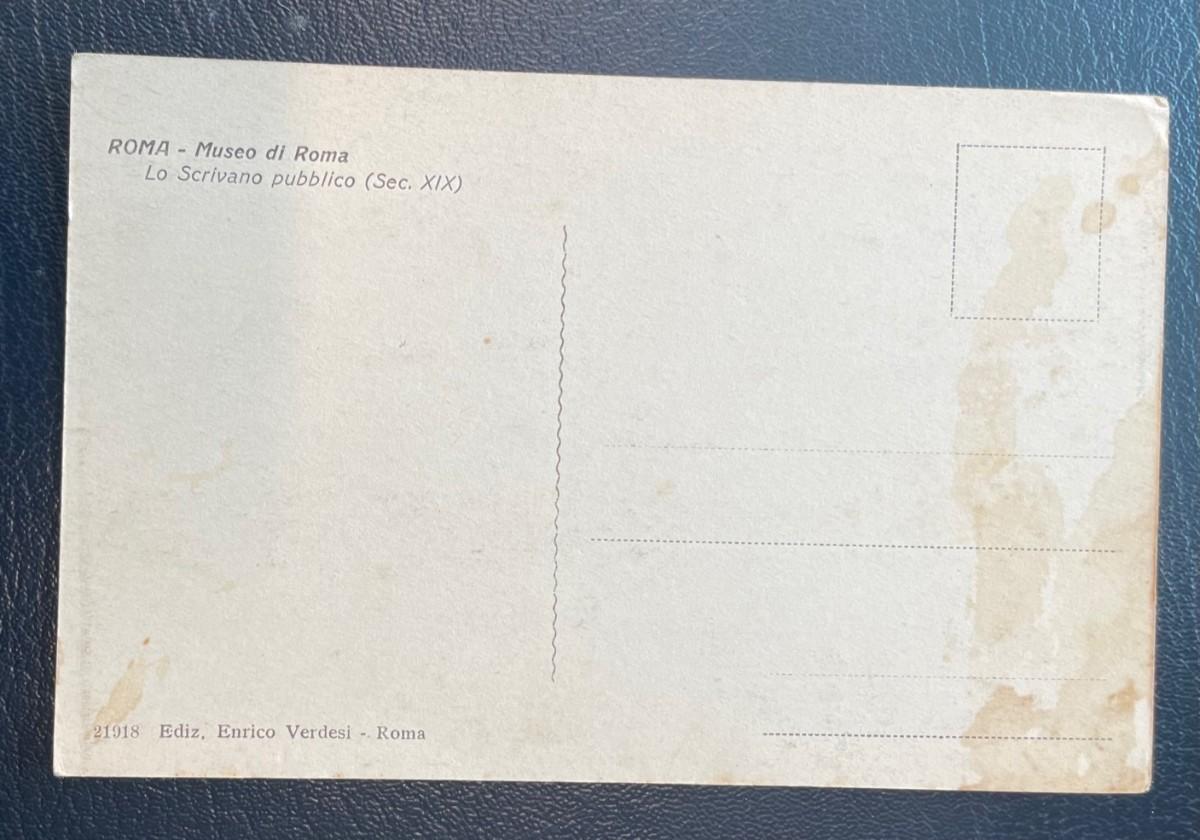 ROMA - Museo di Roma
Lo Scrivano pubblico (Sec. XIX)
21918 Ediz. Enrico Verdesi - Roma